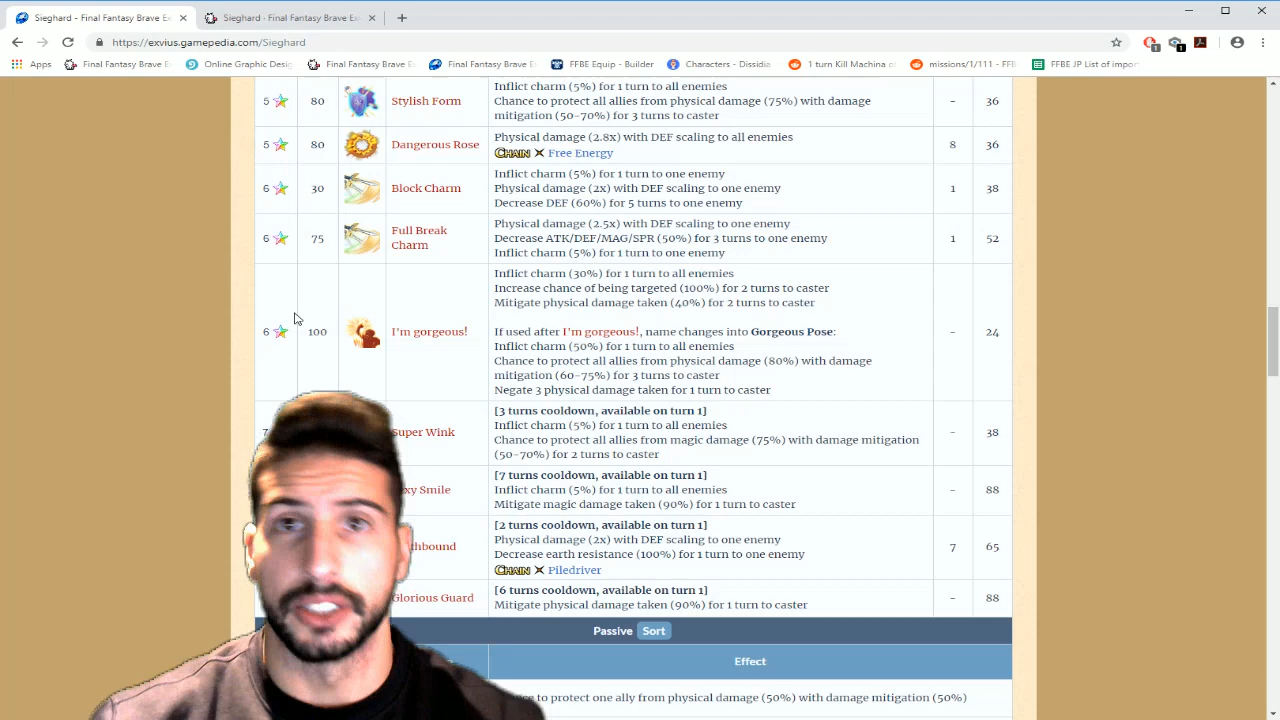 Sieghard - Final Fantasy Brave Ex
Sieghard - Final Fantasy Brave Ex
https://exvius.gamepedia.com/Sieghard
Apps
Final Fantasy Brave E
Online Graphic Desig
Final Fantasy Brave Ex
Final Fantasy Brave E
FFBE Equip - Builder
Characters - Dissidia
1 turn Kill Machina o
missions/1/111 - FFB
FFBE JP List of impor
Inflict charm (5%) for 1 turn to all enemies
5 80 Stylish Form Chance to protect all allies from physical damage (75%) with damage - 36
mitigation (50-70%) for 3 turns to caster
5 80 Dangerous Rose Physical damage (2.8x) with DEF scaling to all enemies 8 36
CHAIN Free Energy
Inflict charm (5%) for 1 turn to one enemy
6 30 Block Charm Physical damage (2x) with DEF scaling to one enemy 1 38
Decrease DEF (60%) for 5 turns to one enemy
Physical damage (2.5x) with DEF scaling to one enemy
6 75 Full Break Charm Decrease ATK/DEF/MAG/SPR (50%) for 3 turns to one enemy 1 52
Inflict charm (5%) for 1 turn to one enemy
Inflict charm (30%) for 1 turn to all enemies
Increase chance of being targeted (100%) for 2 turns to caster
Mitigate physical damage taken (40%) for 2 turns to caster
6 100 I'm gorgeous! If used after I'm gorgeous!, name changes into Gorgeous Pose: - 24
Inflict charm (50%) for 1 turn to all enemies
Chance to protect all allies from physical damage (80%) with damage
mitigation (60-75%) for 3 turns to caster
Negate 3 physical damage taken for 1 turn to caster
[3 turns cooldown, available on turn 1]
Inflict charm (5%) for 1 turn to all enemies
Super Wink Chance to protect all allies from magic damage (75%) with damage mitigation - 38
(50-70%) for 2 turns to caster
[7 turns cooldown, available on turn 1]
Smile Inflict charm (5%) for 1 turn to all enemies - 88
Mitigate magic damage taken (90%) for 1 turn to caster
[2 turns cooldown, available on turn 1]
Physical damage (2x) with DEF scaling to one enemy
hbound Decrease earth resistance (100%) for 1 turn to one enemy 7 65
CHAIN Piledriver
[6 turns cooldown, available on turn 1]
Glorious Guard Mitigate physical damage taken (90%) for 1 turn to caster - 88
Passive Sort
Effect
to protect one ally from physical damage (50%) with damage mitigation (50%)